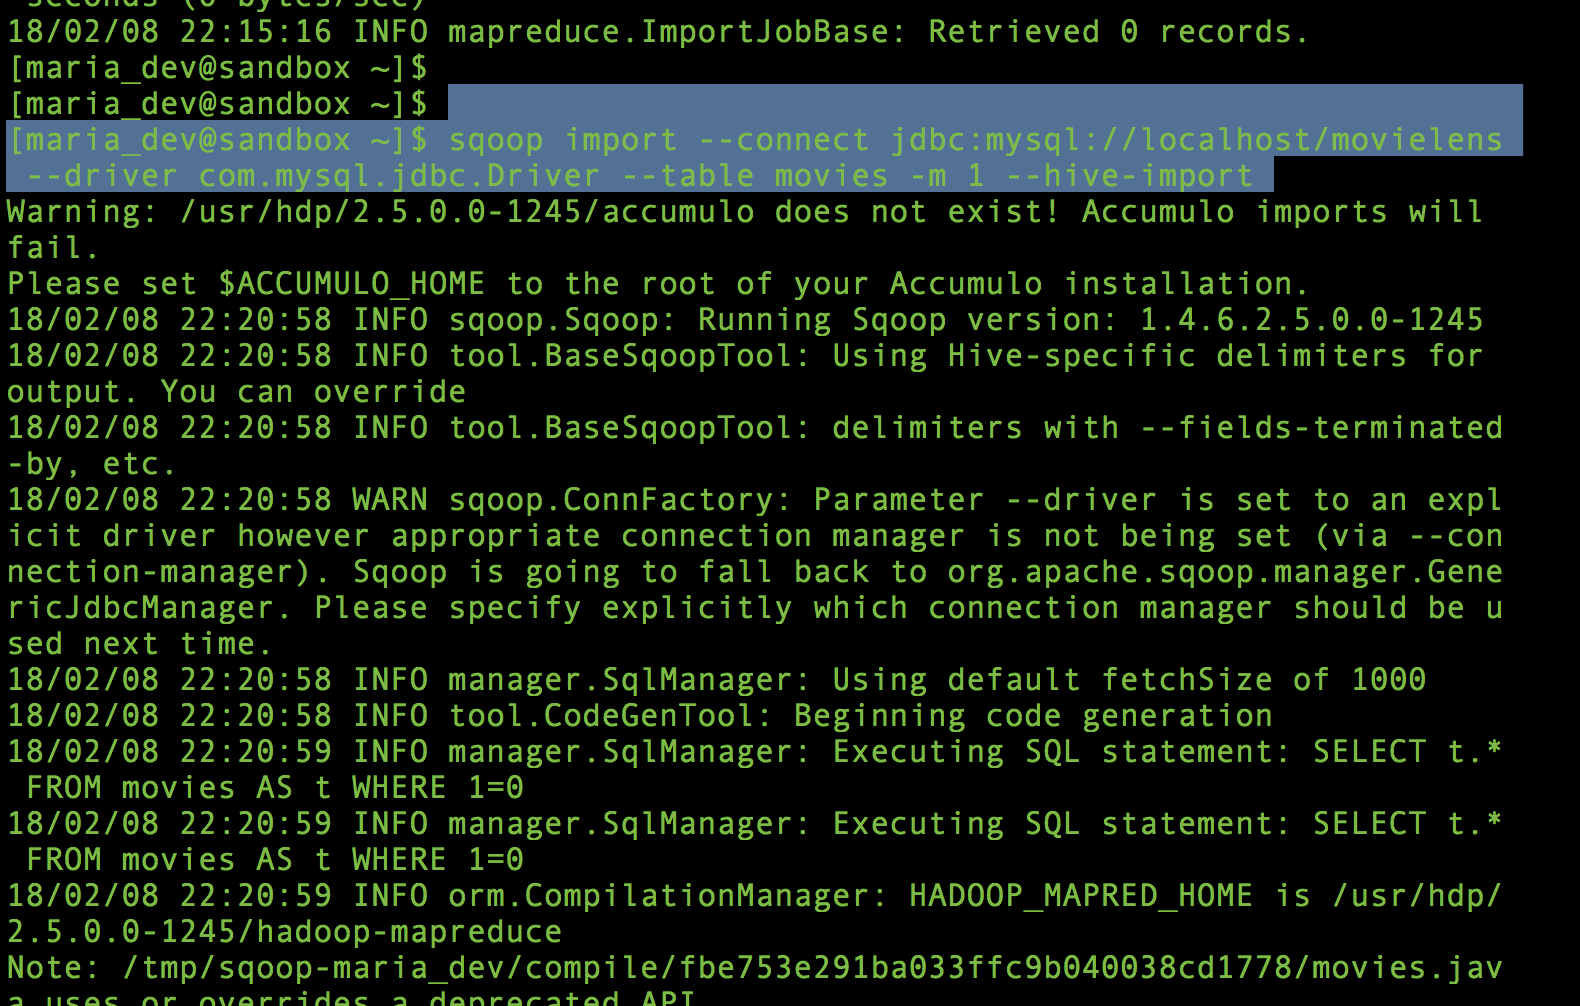 seconds (0 bytes/sec)
18/02/08 22:15:16 INFO mapreduce.ImportJobBase: Retrieved 0 records.
[maria_dev@sandbox ~]$
[maria_dev@sandbox ~]$
[maria_dev@sandbox ~]$ sqoop import --connect jdbc:mysql://localhost/movielens
--driver com.mysql.jdbc.Driver --table movies -m 1 --hive-import
Warning: /usr/hdp/2.5.0.0-1245/accumulo does not exist! Accumulo imports will
fail.
Please set $ACCUMULO_HOME to the root of your Accumulo installation.
18/02/08 22:20:58 INFO sqoop.Sqoop: Running Sqoop version: 1.4.6.2.5.0.0-1245
18/02/08 22:20:58 INFO tool.BaseSqoopTool: Using Hive-specific delimiters for
output. You can override
18/02/08 22:20:58 INFO tool.BaseSqoopTool: delimiters with --fields-terminated
-by, etc.
18/02/08 22:20:58 WARN sqoop.ConnFactory: Parameter --driver is set to an expl
icit driver however appropriate connection manager is not being set (via --con
nection-manager). Sqoop is going to fall back to org.apache.sqoop.manager.Gene
ricJdbcManager. Please specify explicitly which connection manager should be u
sed next time.
18/02/08 22:20:58 INFO manager.SqlManager: Using default fetchSize of 1000
18/02/08 22:20:58 INFO tool.CodeGenTool: Beginning code generation
18/02/08 22:20:59 INFO manager.SqlManager: Executing SQL statement: SELECT t.*
FROM movies AS t WHERE 1=0
18/02/08 22:20:59 INFO manager.SqlManager: Executing SQL statement: SELECT t.*
FROM movies AS t WHERE 1=0
18/02/08 22:20:59 INFO orm.CompilationManager: HADOOP_MAPRED_HOME is /usr/hdp/
2.5.0.0-1245/hadoop-mapreduce
Note: /tmp/sqoop-maria_dev/compile/fbe753e291ba033ffc9b040038cd1778/movies.jav
a uses or overrides a deprecated API